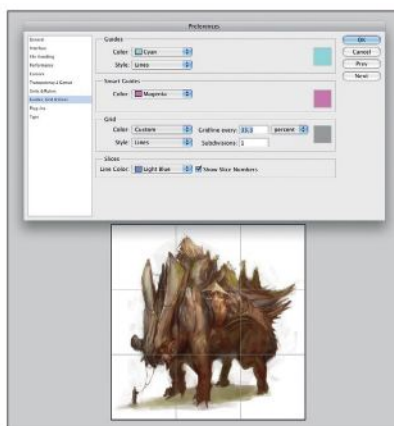 Preferences
General
Interface
File Handling
Performance
Cursors
Transparency & Gamut
Units & Rulers
Guides, Grid & Slices
Plug-Ins
Type
Guides
Color: Cyan
Style: Lines
Smart Guides
Color: Magenta
Grid
Color: Custom Gridline every: 33.3 percent
Style: Lines Subdivisions: 1
Slices
Line Color: Light Blue Show Slice Numbers
OK
Cancel
Prev
Next